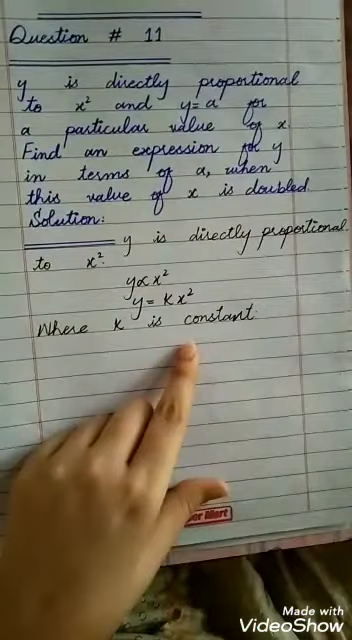 Question # 11
y is directly proportional
to x² and y = a for
a particular value of x.
Find an expression for y
in terms of a, when
this value of x is doubled.
Solution:
y is directly proportional
to x².
y∝x²
y = Kx²
Where K is constant.
Mart
Made with
VideoShow